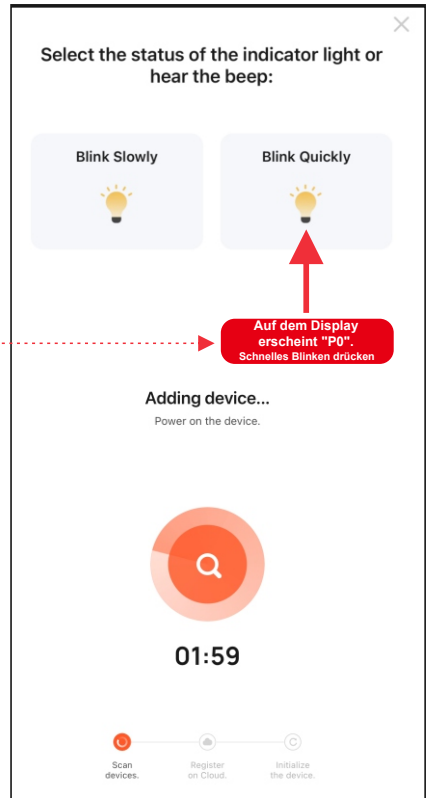 Select the status of the indicator light or
hear the beep:
Blink Slowly
Blink Quickly
Auf dem Display
erscheint "P0".
Schnelles Blinken drücken
Adding device...
Power on the device.
01:59
Scan
devices.
Register
on Cloud.
Initialize
the device.